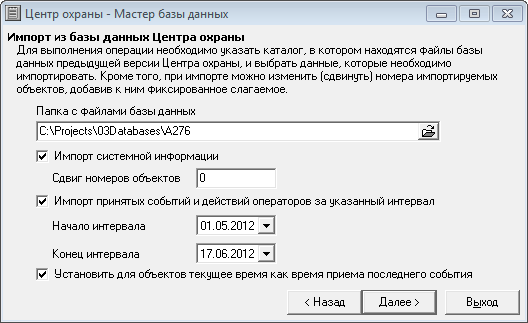 Центр охраны - Мастер базы данных
Импорт из базы данных Центра охраны
Для выполнения операции необходимо указать каталог, в котором находятся файлы базы
данных предыдущей версии Центра охраны, и выбрать данные, которые необходимо
импортировать. Кроме того, при импорте можно изменить (сдвинуть) номера импортируемых
объектов, добавив к ним фиксированное слагаемое.
Папка с файлами базы данных
C:\Projects\03Databases\A276
Импорт системной информации
Сдвиг номеров объектов 0
Импорт принятых событий и действий операторов за указанный интервал
Начало интервала 01.05.2012
Конец интервала 17.06.2012
Установить для объектов текущее время как время приема последнего события
< Назад Далее > Выход